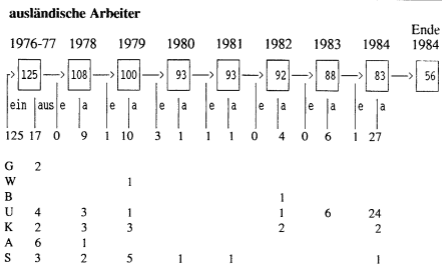 ausländische Arbeiter
Ende
1976-77 1978 1979 1980 1981 1982 1983 1984 1984
125 108 100 93 93 92 88 83 56
ein aus e a e a e a e a e a e a e a
125 17 0 9 1 10 3 1 1 1 0 4 0 6 1 27
G 2
W 1
B 1
U 4 3 1 1 6 24
K 2 3 3 2 2
A 6 1
S 3 2 5 1 1 1